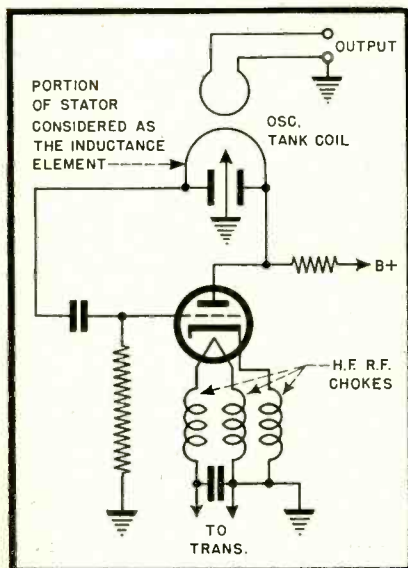 OUTPUT
PORTION
OF STATOR
CONSIDERED AS
THE INDUCTANCE
ELEMENT
OSC.
TANK COIL
B+
H.F. R.F.
CHOKES
TO
TRANS.